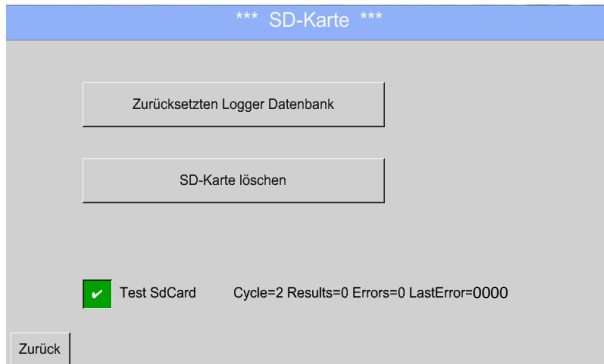 *** SD-Karte ***
Zurücksetzten Logger Datenbank
SD-Karte löschen
✔ Test SdCard Cycle=2 Results=0 Errors=0 LastError=0000
Zurück